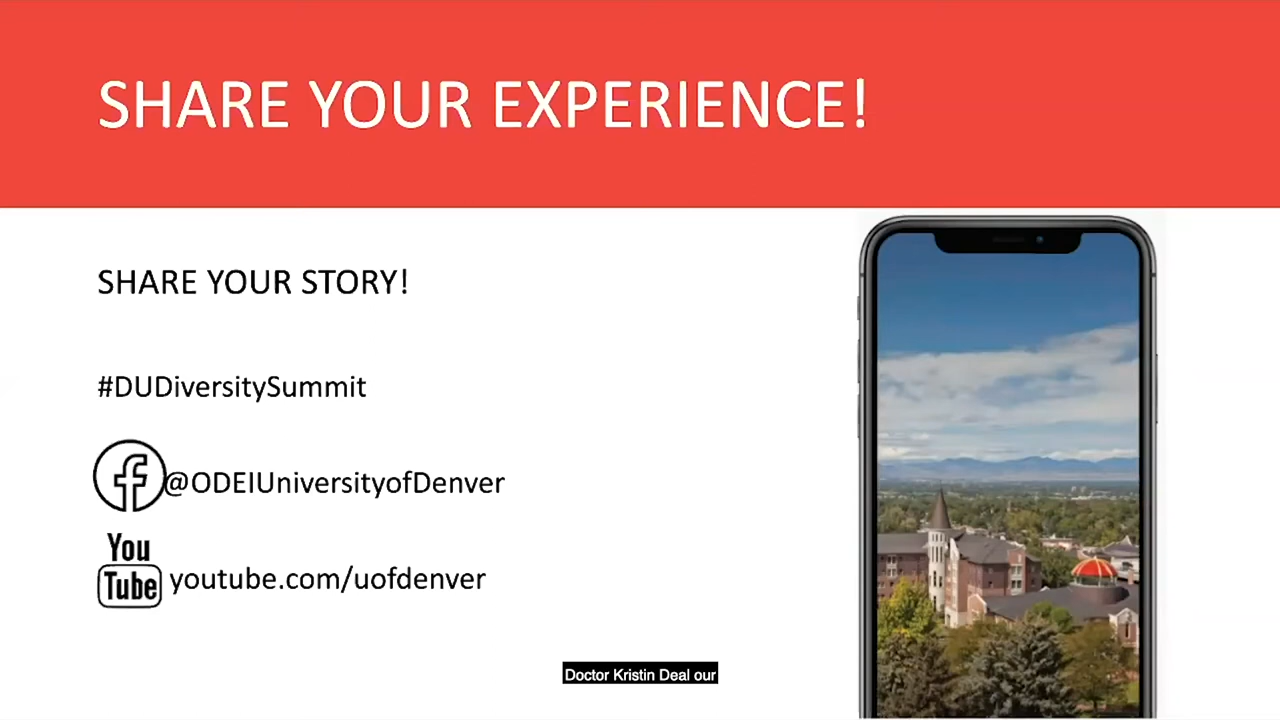 SHARE YOUR EXPERIENCE!
SHARE YOUR STORY!
#DUDiversitySummit
@ODEIUniversityofDenver
You
Tube youtube.com/uofdenver
Doctor Kristin Deal our